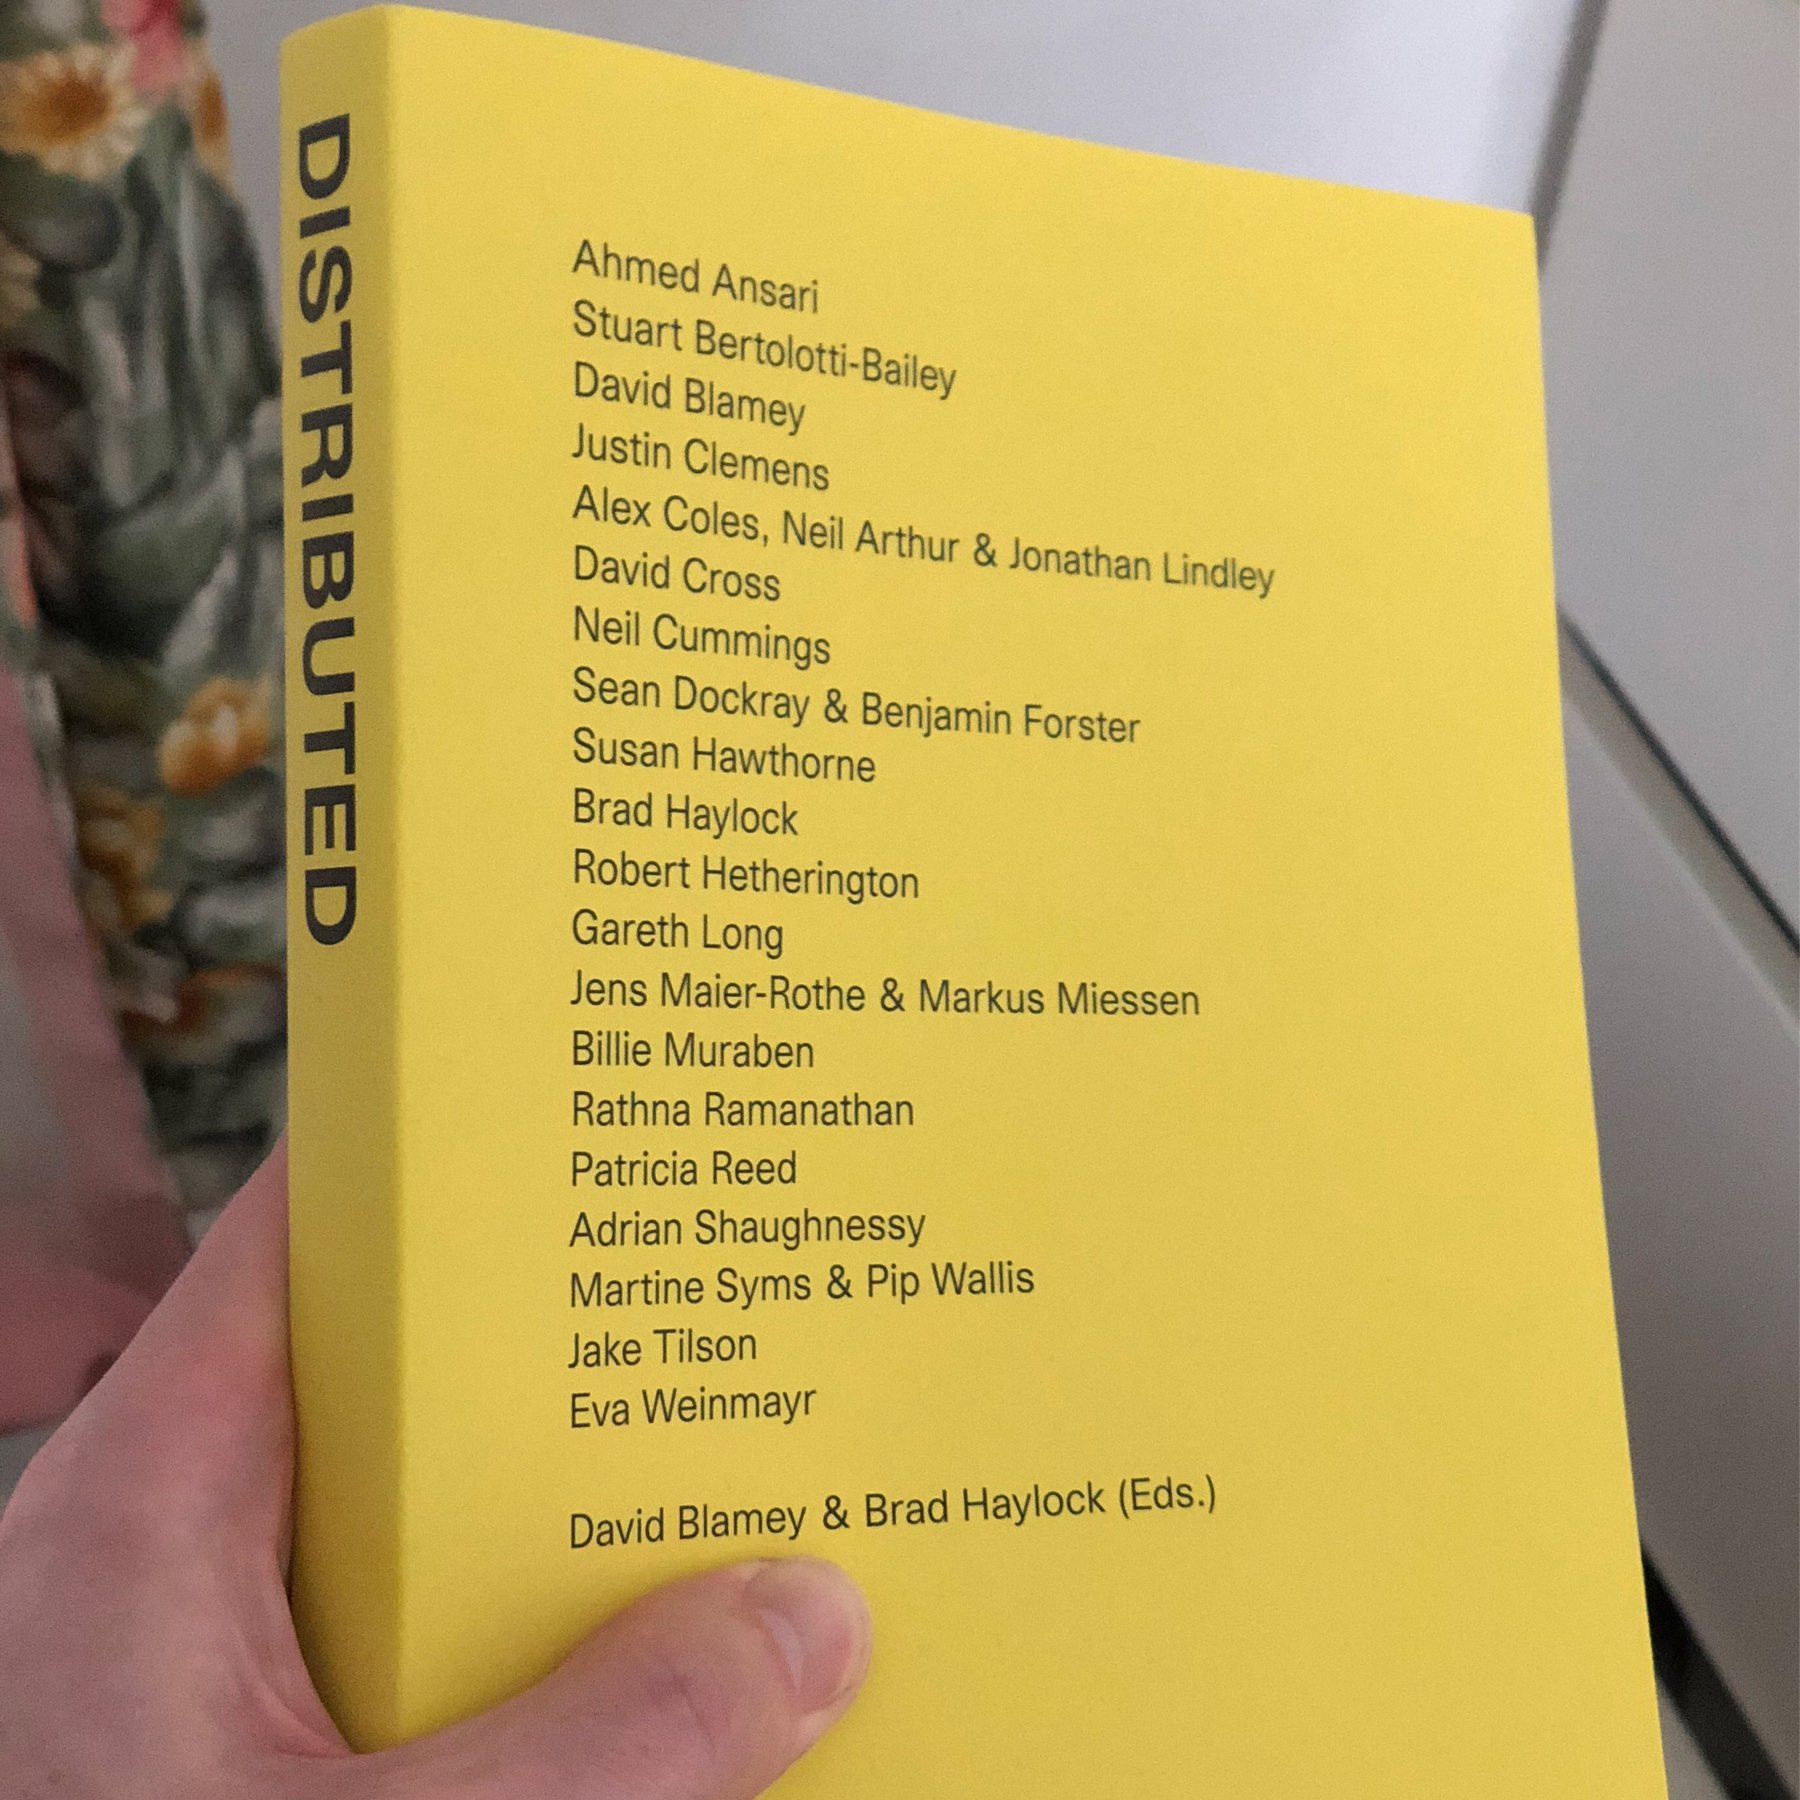 DISTRIBUTED
Ahmed Ansari
Stuart Bertolotti-Bailey
David Blamey
Justin Clemens
Alex Coles, Neil Arthur & Jonathan Lindley
David Cross
Neil Cummings
Sean Dockray & Benjamin Forster
Susan Hawthorne
Brad Haylock
Robert Hetherington
Gareth Long
Jens Maier-Rothe & Markus Miessen
Billie Muraben
Rathna Ramanathan
Patricia Reed
Adrian Shaughnessy
Martine Syms & Pip Wallis
Jake Tilson
Eva Weinmayr
David Blamey & Brad Haylock (Eds.)